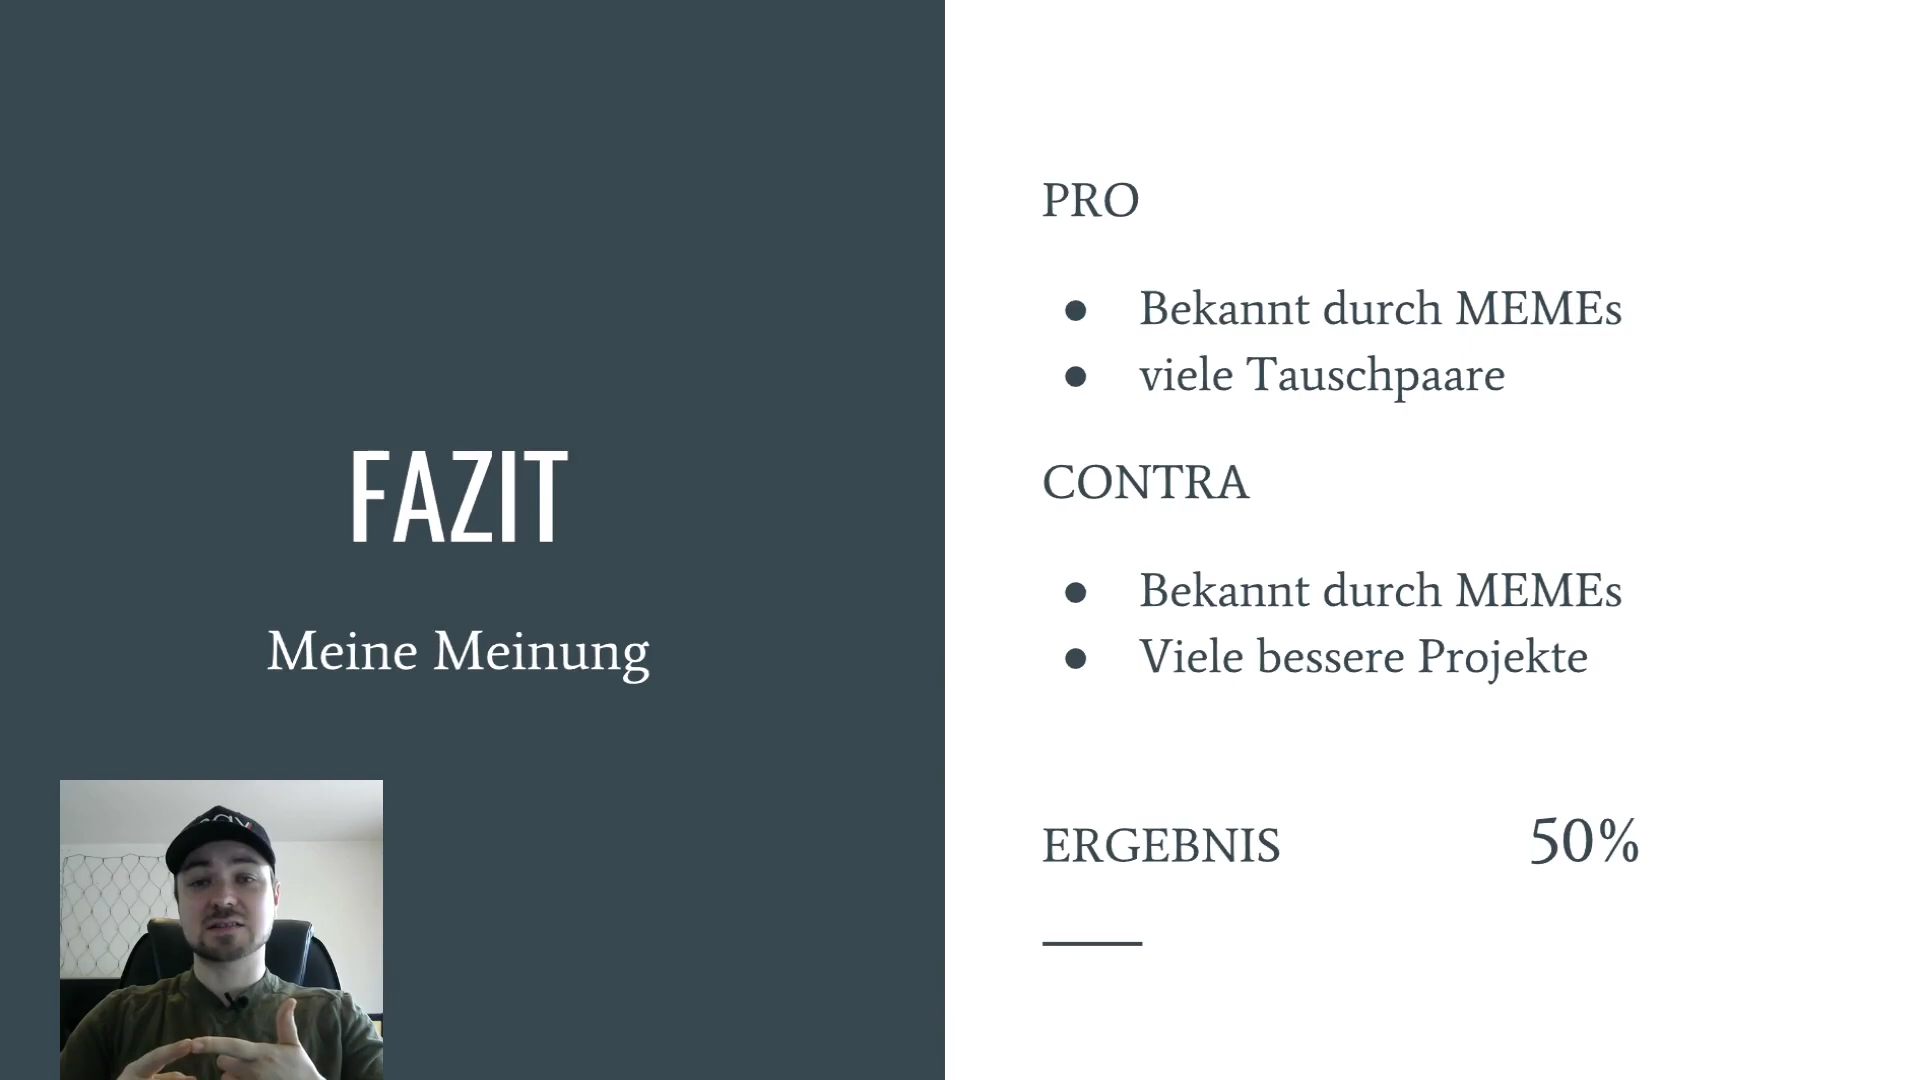 FAZIT
Meine Meinung
PRO
● Bekannt durch MEMEs
● viele Tauschpaare
CONTRA
● Bekannt durch MEMEs
● Viele bessere Projekte
ERGEBNIS 50%